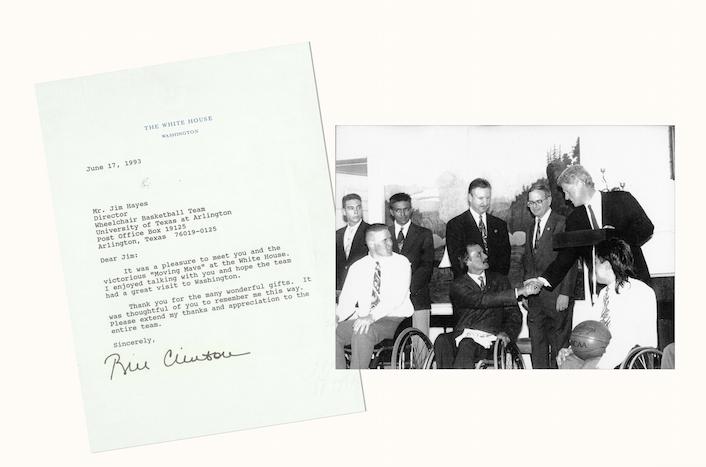 THE WHITE HOUSE
WASHINGTON
June 17, 1993
Mr. Jim Hayes
Director
Wheelchair Basketball Team
University of Texas at Arlington
Post Office Box 19125
Arlington, Texas 76019-0125
Dear Jim:
It was a pleasure to meet you and the
victorious "Moving Mavs" at the White House.
I enjoyed talking with you and hope the team
had a great visit to Washington.
Thank you for the many wonderful gifts. It
was thoughtful of you to remember me this way.
Please extend my thanks and appreciation to the
entire team.
Sincerely,
Bill Clinton